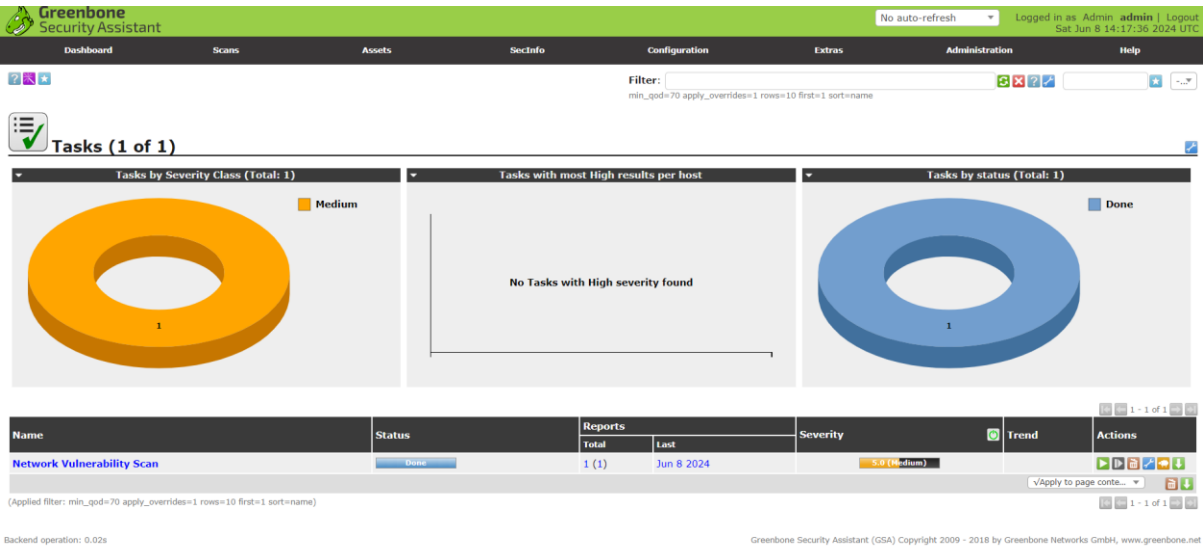 Greenbone
Security Assistant
No auto-refresh
Logged in as Admin admin | Logout
Sat Jun 8 14:17:36 2024 UTC
Dashboard Scans Assets SecInfo Configuration Extras Administration Help
Filter:
min_qod=70 apply_overrides=1 rows=10 first=1 sort=name
Tasks (1 of 1)
Tasks by Severity Class (Total: 1)
Medium
1
Tasks with most High results per host
No Tasks with High severity found
Tasks by status (Total: 1)
Done
1
1 - 1 of 1
Name Status Reports Severity Trend Actions
Total Last
Network Vulnerability Scan Done 1 (1) Jun 8 2024 5.0 (Medium)
√Apply to page conte...
(Applied filter: min_qod=70 apply_overrides=1 rows=10 first=1 sort=name) 1 - 1 of 1
Backend operation: 0.02s Greenbone Security Assistant (GSA) Copyright 2009 - 2018 by Greenbone Networks GmbH, www.greenbone.net